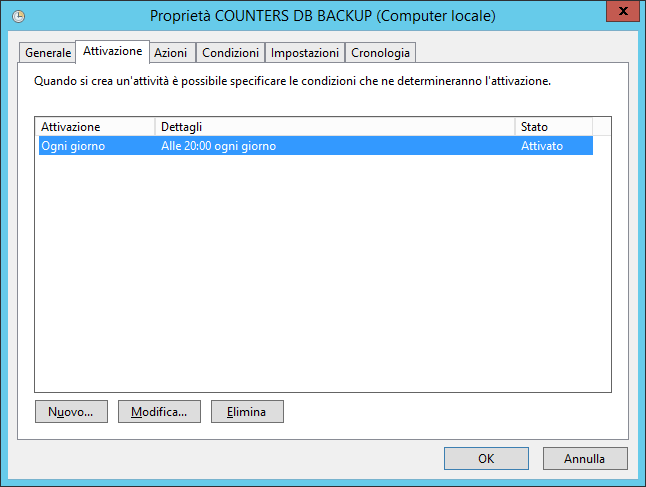 Proprietà COUNTERS DB BACKUP (Computer locale)
x
Generale Attivazione Azioni Condizioni Impostazioni Cronologia
Quando si crea un'attività è possibile specificare le condizioni che ne determineranno l'attivazione.
Attivazione Dettagli Stato
Ogni giorno Alle 20:00 ogni giorno Attivato
Nuovo... Modifica... Elimina
OK Annulla